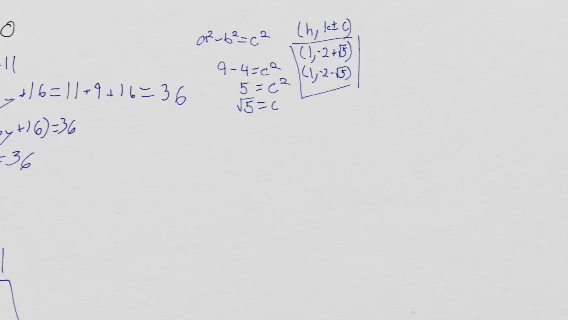 0
-11
+16=11+9+16=36
y+16)=36
=36
a²-b²=c²
9-4=c²
5=c²
√5=c
(h, k±c)
(1,-2+√5)
(1,-2-√5)